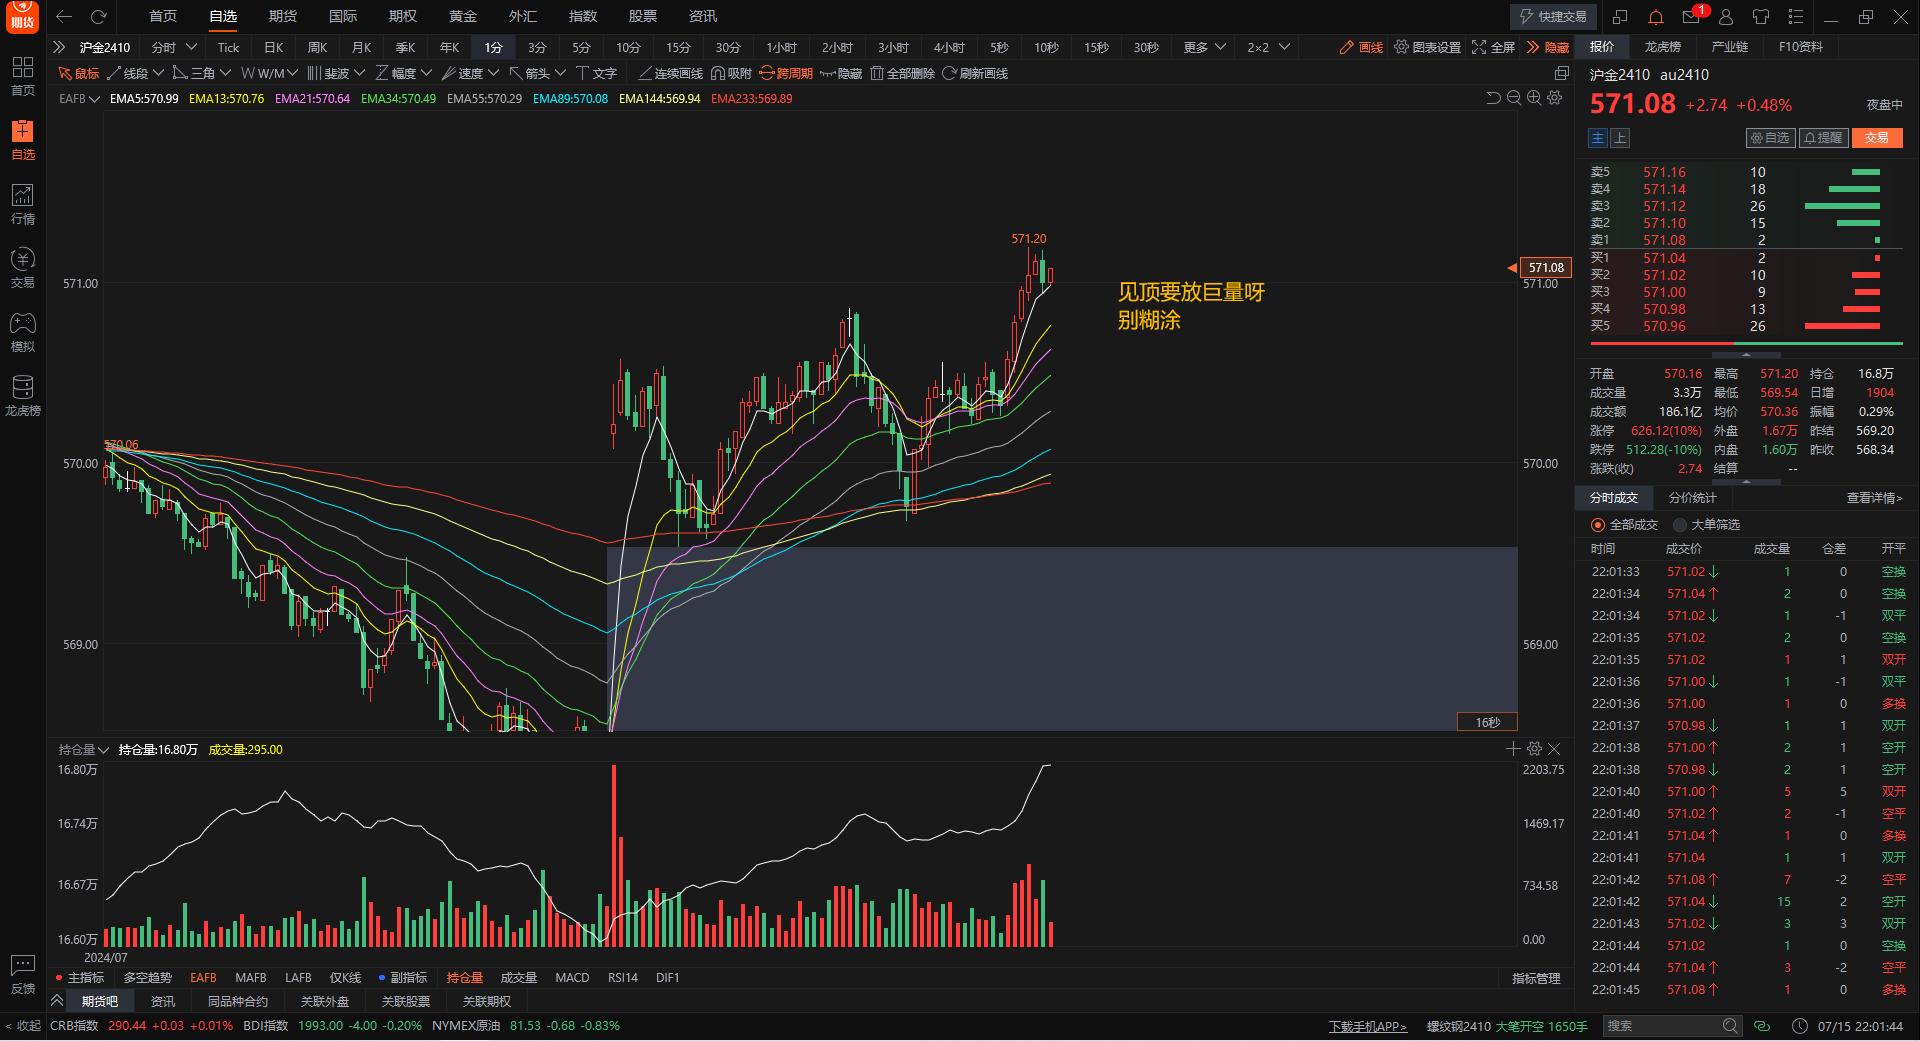 期货
首页 自选 期货 国际 期权 黄金 外汇 指数 股票 资讯
快捷交易 1
沪金2410 分时 Tick 日K 周K 月K 季K 年K 1分 3分 5分 10分 15分 30分 1小时 2小时 3小时 4小时 5秒 10秒 15秒 30秒 更多 2×2 画线 图表设置 全屏 隐藏
报价 龙虎榜 产业链 F10资料
鼠标 线段 三角 W/M 斐波 幅度 速度 箭头 文字 连续画线 吸附 跨周期 隐藏 全部删除 刷新画线
EAFB EMA5:570.99 EMA13:570.76 EMA21:570.64 EMA34:570.49 EMA55:570.29 EMA89:570.08 EMA144:569.94 EMA233:569.89
首页
自选
行情
交易
模拟
龙虎榜
反馈
< 收起
571.00
570.00
569.00
570.06
571.20
见顶要放巨量呀
别糊涂
571.08
571.00
570.00
569.00
16秒
持仓量 持仓量:16.80万 成交量:295.00
16.80万
16.74万
16.67万
16.60万
2203.75
1469.17
734.58
0.00
2024/07
主指标 多空趋势 EAFB MAFB LAFB 仅K线 副指标 持仓量 成交量 MACD RSI14 DIF1 指标管理
期货吧 资讯 同品种合约 关联外盘 关联股票 关联期权
沪金2410 au2410
571.08 +2.74 +0.48% 夜盘中
主 上 自选 提醒 交易
卖5 571.16 10
卖4 571.14 18
卖3 571.12 26
卖2 571.10 15
卖1 571.08 2
买1 571.04 2
买2 571.02 10
买3 571.00 9
买4 570.98 13
买5 570.96 26
开盘 570.16 最高 571.20 持仓 16.8万
成交量 3.3万 最低 569.54 日增 1904
成交额 186.1亿 均价 570.36 振幅 0.29%
涨停 626.12(10%) 外盘 1.67万 昨结 569.20
跌停 512.28(-10%) 内盘 1.60万 昨收 568.34
涨跌(收) 2.74 结算 --
分时成交 分价统计 查看详情>
全部成交 大单筛选
时间 成交价 成交量 仓差 开平
22:01:33 571.02↓ 1 0 空换
22:01:34 571.04↑ 2 0 空换
22:01:34 571.02↓ 1 -1 双平
22:01:35 571.02 2 0 空换
22:01:35 571.02 1 1 双开
22:01:36 571.00↓ 1 -1 双平
22:01:36 571.00 1 0 多换
22:01:37 570.98↓ 1 1 双开
22:01:38 571.00↑ 2 1 空开
22:01:38 570.98↓ 2 1 空开
22:01:40 571.00↑ 5 5 双开
22:01:40 571.02↑ 2 -1 空平
22:01:41 571.04↑ 1 0 多换
22:01:41 571.04 1 1 双开
22:01:42 571.08↑ 7 -2 空平
22:01:42 571.04↓ 15 2 空开
22:01:43 571.02↓ 3 3 双开
22:01:44 571.02 1 0 空换
22:01:44 571.04↑ 3 -2 空平
22:01:45 571.08↑ 1 0 多换
CRB指数 290.44 +0.03 +0.01% BDI指数 1993.00 -4.00 -0.20% NYMEX原油 81.53 -0.68 -0.83% 下载手机APP> 螺纹钢2410 大笔开空 1650手 搜索 07/15 22:01:44